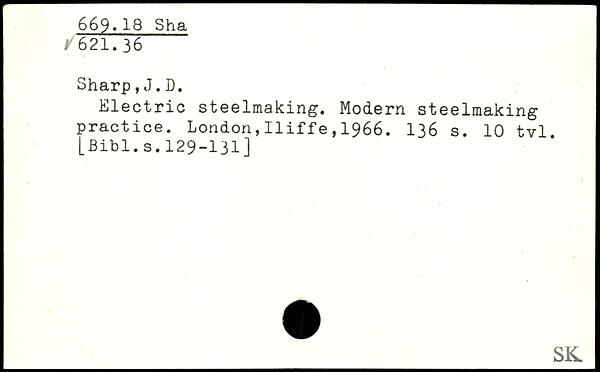 669.18 Sha
621.36
Sharp,J.D.
Electric steelmaking. Modern steelmaking
practice. London,Iliffe,1966. 136 s. 10 tvl.
[Bibl.s.129-131]
SK